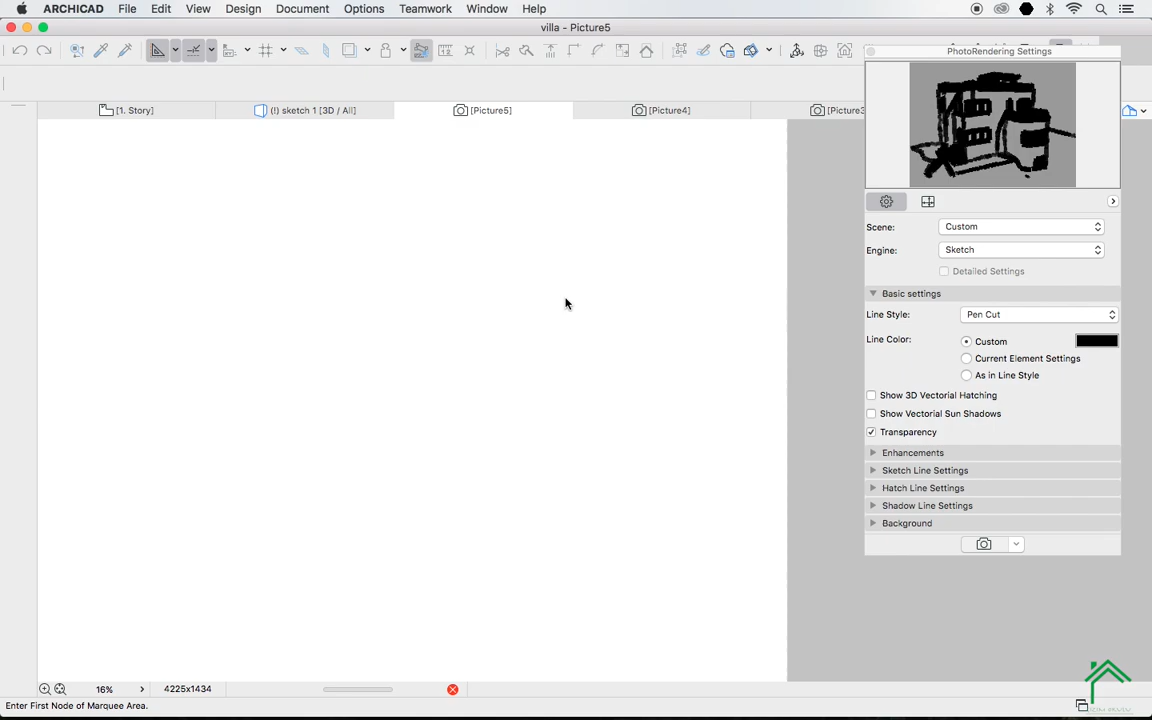 ARCHICAD File Edit View Design Document Options Teamwork Window Help
villa - Picture5
PhotoRendering Settings
[1. Story]
(!) sketch 1 [3D / All]
[Picture5]
[Picture4]
[Picture3
Scene: Custom
Engine: Sketch
Detailed Settings
Basic settings
Line Style: Pen Cut
Line Color: Custom
Current Element Settings
As in Line Style
Show 3D Vectorial Hatching
Show Vectorial Sun Shadows
Transparency
Enhancements
Sketch Line Settings
Hatch Line Settings
Shadow Line Settings
Background
16% 4225x1434
Enter First Node of Marquee Area.